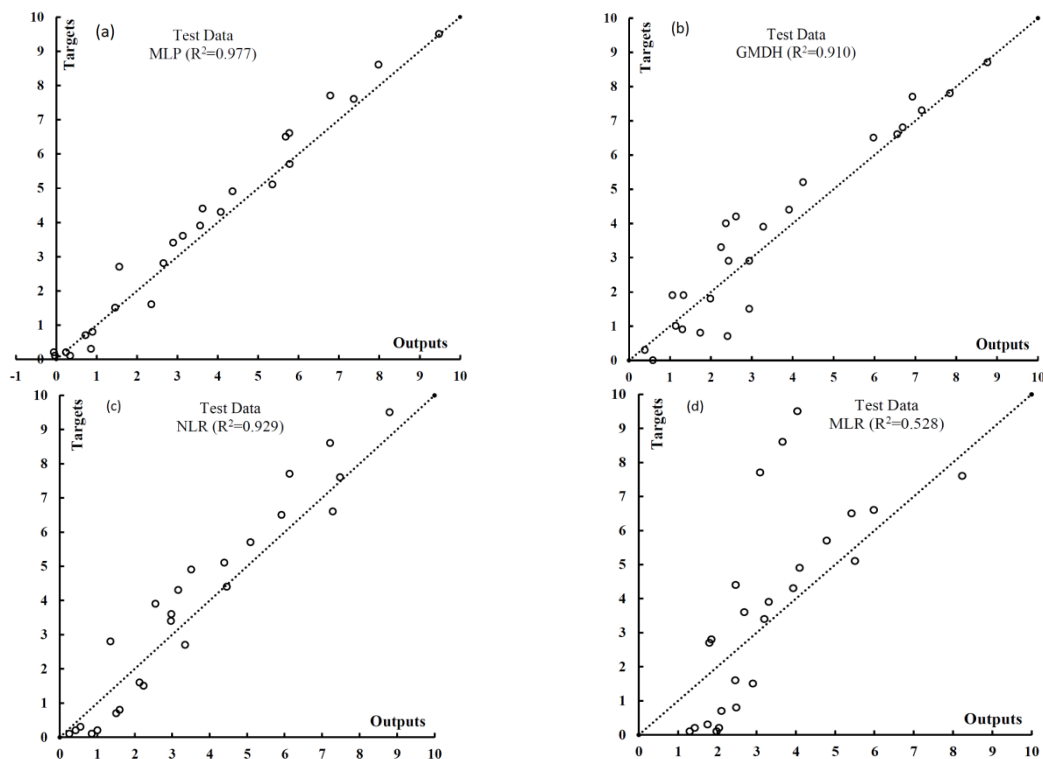 (a)
Test Data
MLP (R²=0.977)
Targets
10
9
8
7
6
5
4
3
2
1
0
Outputs
-1 0 1 2 3 4 5 6 7 8 9 10
(b)
Test Data
GMDH (R²=0.910)
Targets
10
9
8
7
6
5
4
3
2
1
0
Outputs
0 1 2 3 4 5 6 7 8 9 10
(c)
Test Data
NLR (R²=0.929)
Targets
10
9
8
7
6
5
4
3
2
1
0
Outputs
0 1 2 3 4 5 6 7 8 9 10
(d)
Test Data
MLR (R²=0.528)
Targets
10
9
8
7
6
5
4
3
2
1
0
Outputs
0 1 2 3 4 5 6 7 8 9 10